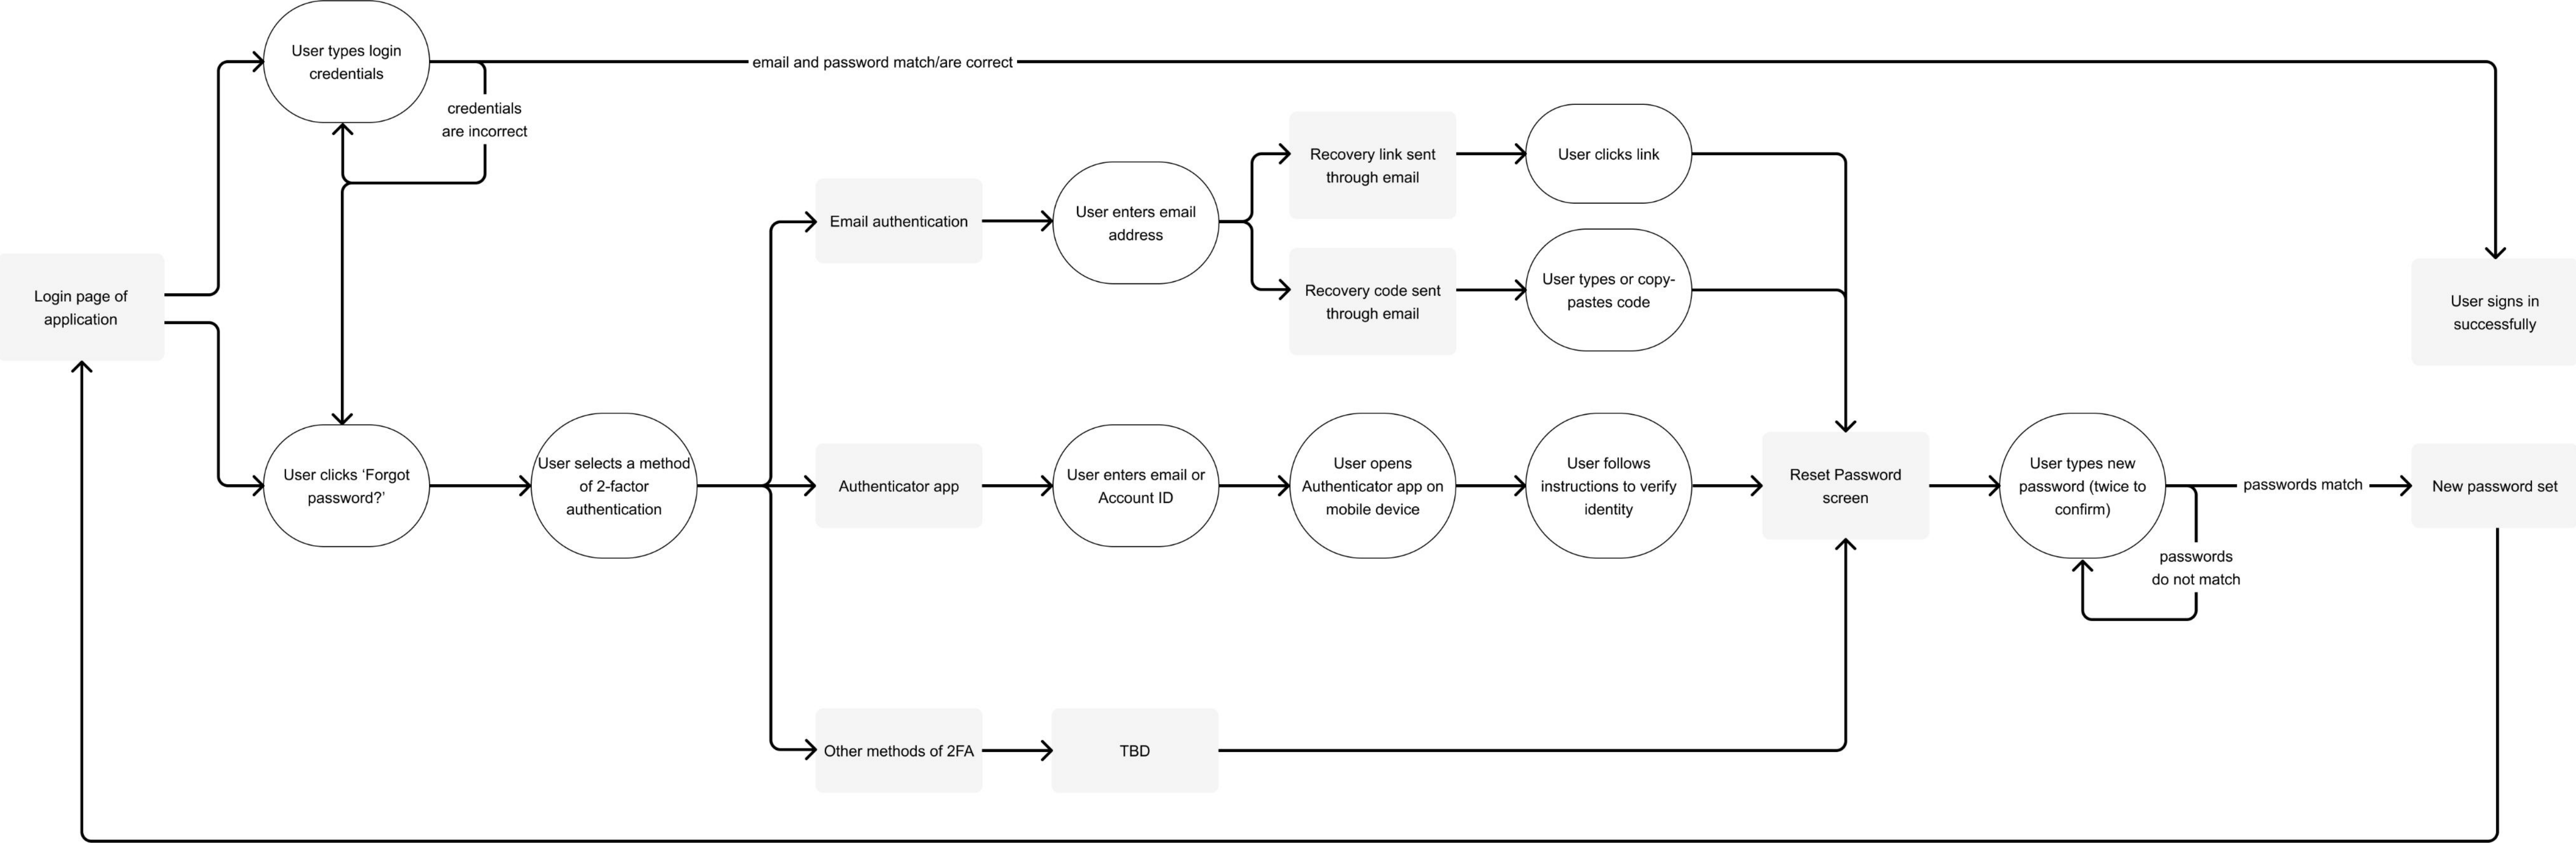 User types login
credentials
email and password match/are correct
credentials
are incorrect
Recovery link sent
through email
User clicks link
Email authentication
User enters email
address
Recovery code sent
through email
User types or copy-
pastes code
Login page of
application
User signs in
successfully
User clicks ‘Forgot
password?’
User selects a method
of 2-factor
authentication
Authenticator app
User enters email or
Account ID
User opens
Authenticator app on
mobile device
User follows
instructions to verify
identity
Reset Password
screen
User types new
password (twice to
confirm)
passwords match
New password set
passwords
do not match
Other methods of 2FA
TBD